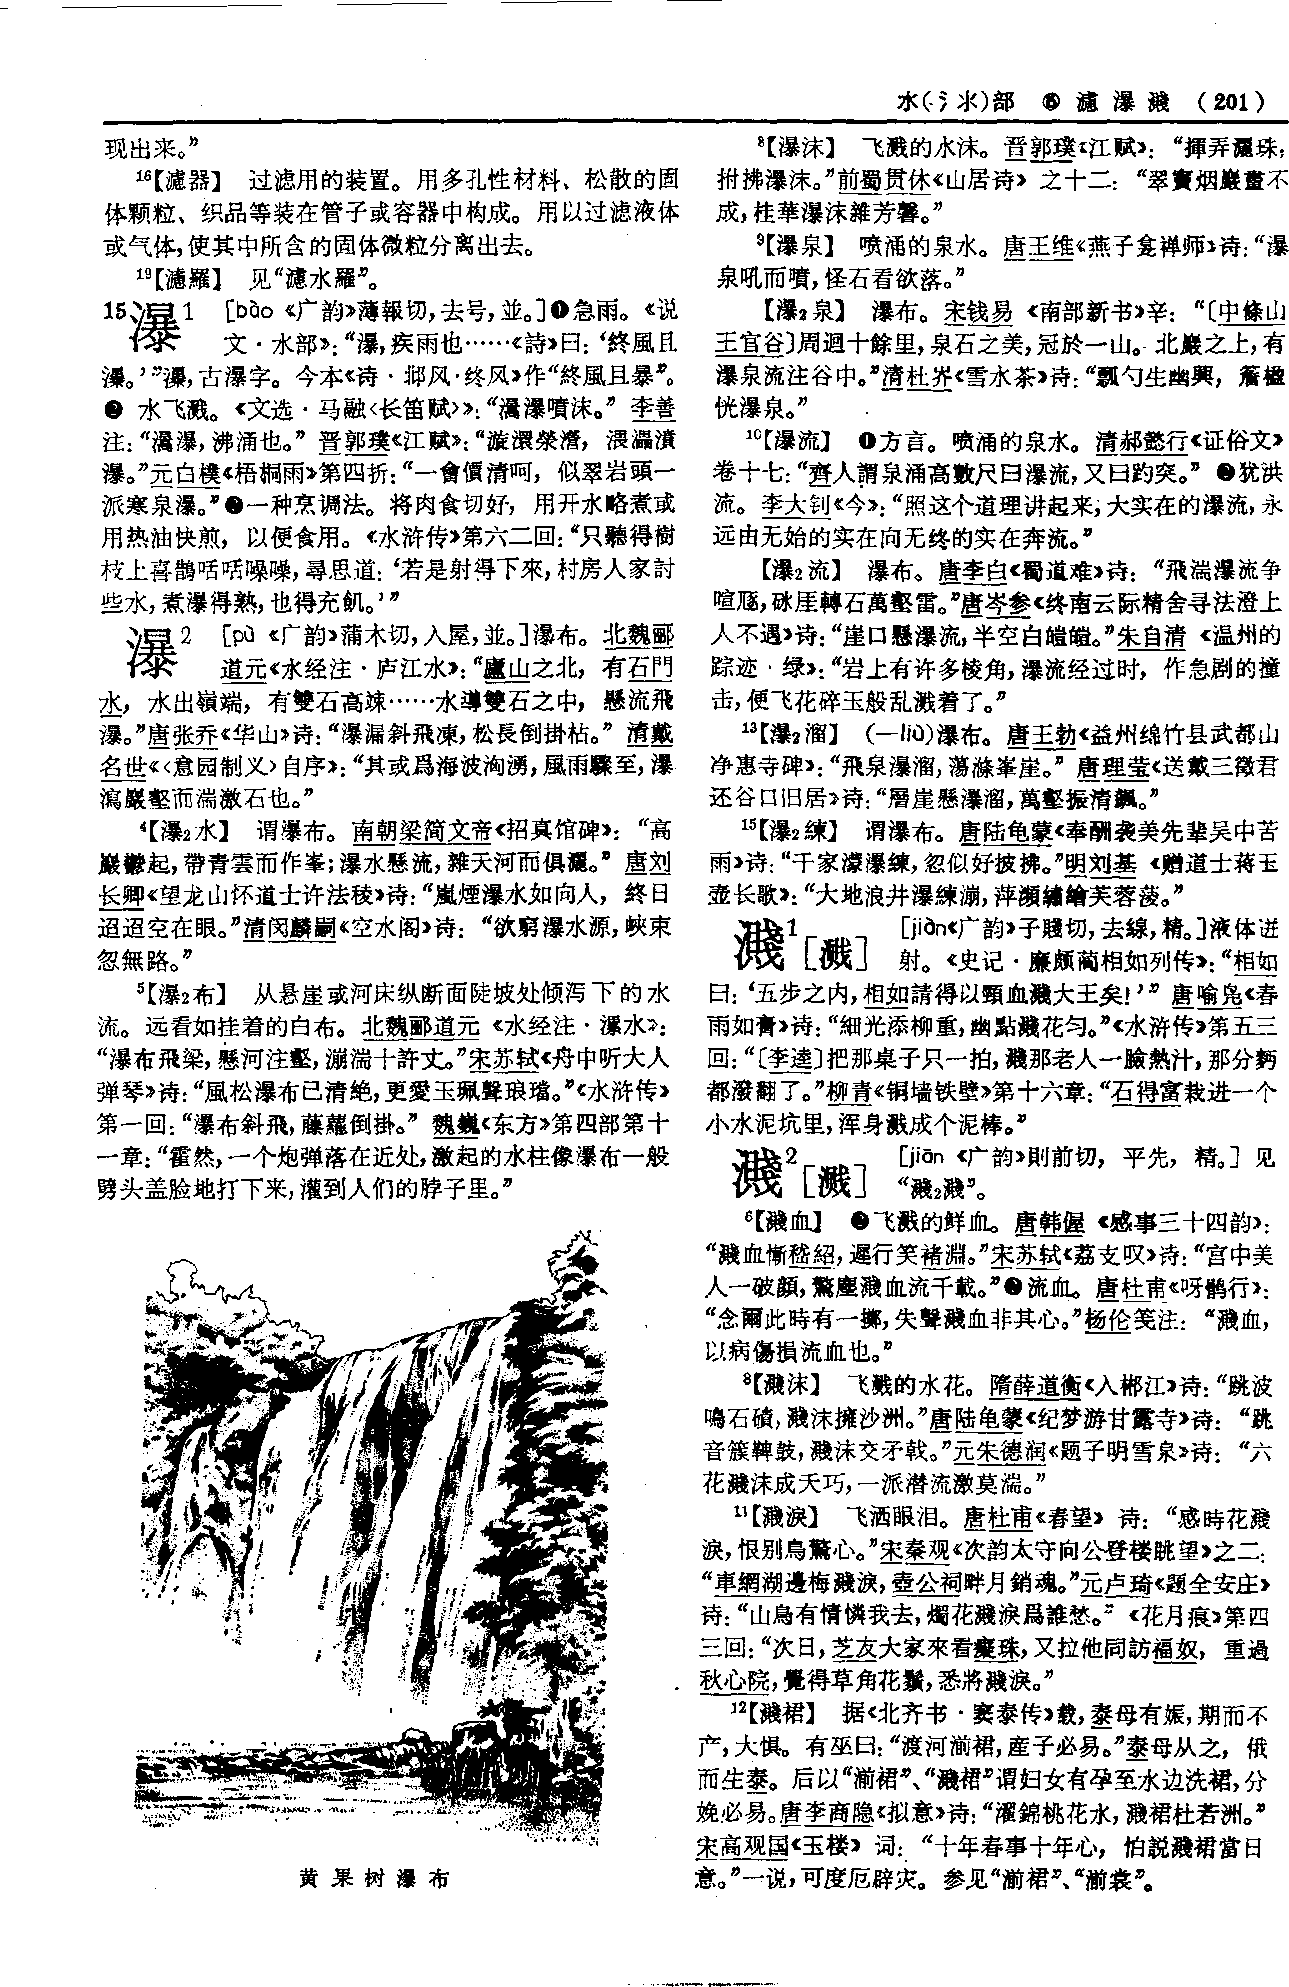 水(氵氺)部 ⑮ 濾 瀑 濺 (201)
现出来。”
¹⁶【濾器】 过滤用的装置。用多孔性材料、松散的固
体颗粒、织品等装在管子或容器中构成。用以过滤液体
或气体,使其中所含的固体微粒分离出去。
¹⁹【濾羅】 见“濾水羅”。
15瀑1 [bào《广韵》薄報切,去号,並。]❶急雨。《说
文·水部》:“瀑,疾雨也……《詩》曰:‘終風且
瀑。’”瀑,古瀑字。今本《诗·邶风·终风》作“終風且暴”。
❷ 水飞溅。《文选·马融〈长笛赋〉》:“瀑噴沫。” 李善
注:“瀑,沸涌也。” 晋郭璞《江赋》:“漩澴滎瀯,
瀑。”元白樸《梧桐雨》第四折:“一會價清呵,似翠岩頭一
派寒泉瀑。”❸一种烹调法。将肉食切好,用开水略煮或
用热油快煎,以便食用。《水浒传》第六二回:“只聽得樹
枝上喜鹊咶咶噪噪,尋思道:‘若是射得下來,村房人家討
些水,煮瀑得熟,也得充飢。’”
瀑2 [pù《广韵》蒲木切,入屋,並。]瀑布。北魏郦
道元《水经注·庐江水》:“廬山之北,有石門
水,水出嶺端,有雙石高竦……水導雙石之中,懸流飛
瀑。”唐张乔《华山》诗:“瀑漏斜飛凍,松長倒掛枯。” 清戴
名世《〈意园制义〉自序》:“其或爲海波洶湧,風雨驟至,瀑
瀉巖壑而湍激石也。”
⁴【瀑₂水】 谓瀑布。南朝梁简文帝《招真馆碑》:“高
巖鬱起,帶青雲而作峯;瀑水懸流,雜天河而俱灑。” 唐刘
长卿《望龙山怀道士许法稜》诗:“嵐煙瀑水如向人,終日
迢迢空在眼。”清闵麟嗣《空水阁》诗:“欲窮瀑水源,峽束
忽無路。”
⁵【瀑₂布】 从悬崖或河床纵断面陡坡处倾泻下的水
流。远看如挂着的白布。北魏郦道元《水经注·漯水》:
“瀑布飛梁,懸河注壑,漰湍十許丈。”宋苏轼《舟中听大人
弹琴》诗:“風松瀑布已清绝,更愛玉珮聲琅璫。”《水浒传》
第一回:“瀑布斜飛,藤蘿倒掛。” 魏巍《东方》第四部第十
一章:“霍然,一个炮弹落在近处,激起的水柱像瀑布一般
劈头盖脸地打下来,灌到人们的脖子里。”
黄果树瀑布
⁸【瀑沫】 飞溅的水沫。晋郭璞《江赋》:“揮弄灑珠,
拊拂瀑沫。”前蜀贯休《山居诗》之十二:“翠竇烟巖畫不
成,桂華瀑沫雜芳馨。”
⁹【瀑泉】 喷涌的泉水。唐王维《燕子龛禅师》诗:“瀑
泉吼而噴,怪石看欲落。”
【瀑₂泉】 瀑布。宋钱易《南部新书》辛:“〔中條山
王官谷〕周迴十餘里,泉石之美,冠於一山。北巖之上,有
瀑泉流注谷中。”清杜岕《雪水茶》诗:“瓢勺生幽興,簷楹
恍瀑泉。”
¹⁰【瀑流】 ❶方言。喷涌的泉水。清郝懿行《证俗文》
卷十七:“齊人謂泉涌高數尺曰瀑流,又曰趵突。” ❷犹洪
流。李大钊《今》:“照这个道理讲起来,大实在的瀑流,永
远由无始的实在向无终的实在奔流。”
【瀑₂流】 瀑布。唐李白《蜀道难》诗:“飛湍瀑流争
喧豗,砯厓轉石萬壑雷。”唐岑参《终南云际精舍寻法澄上
人不遇》诗:“崖口懸瀑流,半空白皚皚。”朱自清《温州的
踪迹·绿》:“岩上有许多棱角,瀑流经过时,作急剧的撞
击,便飞花碎玉般乱溅着了。”
¹³【瀑₂溜】 (—liù)瀑布。唐王勃《益州绵竹县武都山
净惠寺碑》:“飛泉瀑溜,蕩滌峯崖。” 唐理莹《送戴三徵君
还谷口旧居》诗:“層崖懸瀑溜,萬壑振清飆。”
¹⁵【瀑₂練】 谓瀑布。唐陆龟蒙《奉酬袭美先辈吴中苦
雨》诗:“千家濛瀑練,忽似好披拂。”明刘基《赠道士蒋玉
壶长歌》:“大地浪井瀑練漰,萍瀕繡繪芙蓉蔆。”
濺1[溅] [jiàn《广韵》子賤切,去線,精。]液体迸
射。《史记·廉颇蔺相如列传》:“相如
曰:‘五步之内,相如請得以頸血濺大王矣!’” 唐喻凫《春
雨如膏》诗:“細光添柳重,幽點濺花匀。”《水浒传》第五三
回:“〔李逵〕把那桌子只一拍,濺那老人一臉熱汁,那分麪
都潑翻了。”柳青《铜墙铁壁》第十六章:“石得富栽进一个
小水泥坑里,浑身溅成个泥棒。”
濺2[溅] [jiān《广韵》則前切,平先,精。]见
“濺₂濺”。
⁶【濺血】 ❶飞溅的鲜血。唐韩偓《感事三十四韵》:
“濺血慚嵇紹,遲行笑褚淵。”宋苏轼《荔支叹》诗:“宫中美
人一破顔,驚塵濺血流千載。”❷流血。唐杜甫《呀鹘行》:
“念爾此時有一擲,失聲濺血非其心。”杨伦笺注:“濺血,
以病傷損流血也。”
⁸【濺沫】 飞溅的水花。隋薛道衡《入郴江》诗:“跳波
鳴石磧,濺沫擁沙洲。”唐陆龟蒙《纪梦游甘露寺》诗:“跳
音簇鞞鼓,濺沫交矛戟。”元朱德润《题子明雪泉》诗:“六
花濺沫成天巧,一派潜流激莫湍。”
¹¹【濺淚】 飞洒眼泪。唐杜甫《春望》诗:“感時花濺
淚,恨别鳥驚心。”宋秦观《次韵太守向公登楼眺望》之二:
“車網湖邊梅濺淚,壺公祠畔月銷魂。”元卢琦《题全安庄》
诗:“山鳥有情憐我去,燭花濺淚爲誰愁。” 《花月痕》第四
三回:“次日,芝友大家來看癡珠,又拉他同訪福奴,重過
秋心院,覺得草角花鬚,悉將濺淚。”
¹²【濺裙】 据《北齐书·窦泰传》载,泰母有娠,期而不
产,大惧。有巫曰:“渡河湔裙,産子必易。”泰母从之,俄
而生泰。后以“湔裙”、“濺裙”谓妇女有孕至水边洗裙,分
娩必易。唐李商隐《拟意》诗:“濯錦桃花水,濺裙杜若洲。”
宋高观国《玉楼》词:“十年春事十年心,怕説濺裙當日
意。”一说,可度厄辟灾。参见“湔裙”、“湔裳”。